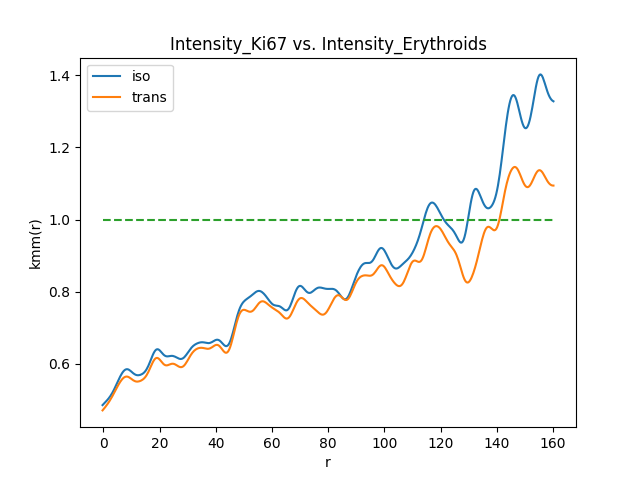 Intensity_Ki67 vs. Intensity_Erythroids
iso
trans
1.4
1.2
1.0
0.8
0.6
kmm(r)
0 20 40 60 80 100 120 140 160
r